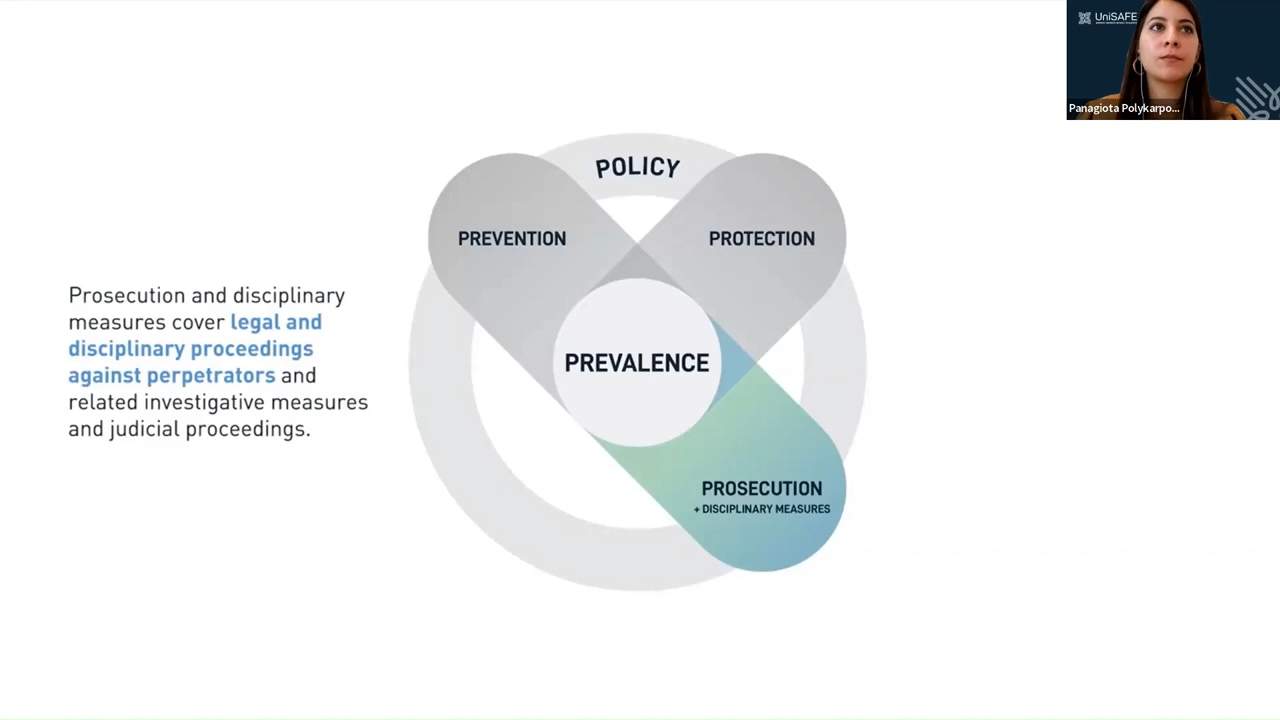 UniSAFE
Panagiota Polykarpo...
POLICY
PREVENTION
PROTECTION
Prosecution and disciplinary
measures cover legal and
disciplinary proceedings
against perpetrators and
related investigative measures
and judicial proceedings.
PREVALENCE
PROSECUTION
+ DISCIPLINARY MEASURES